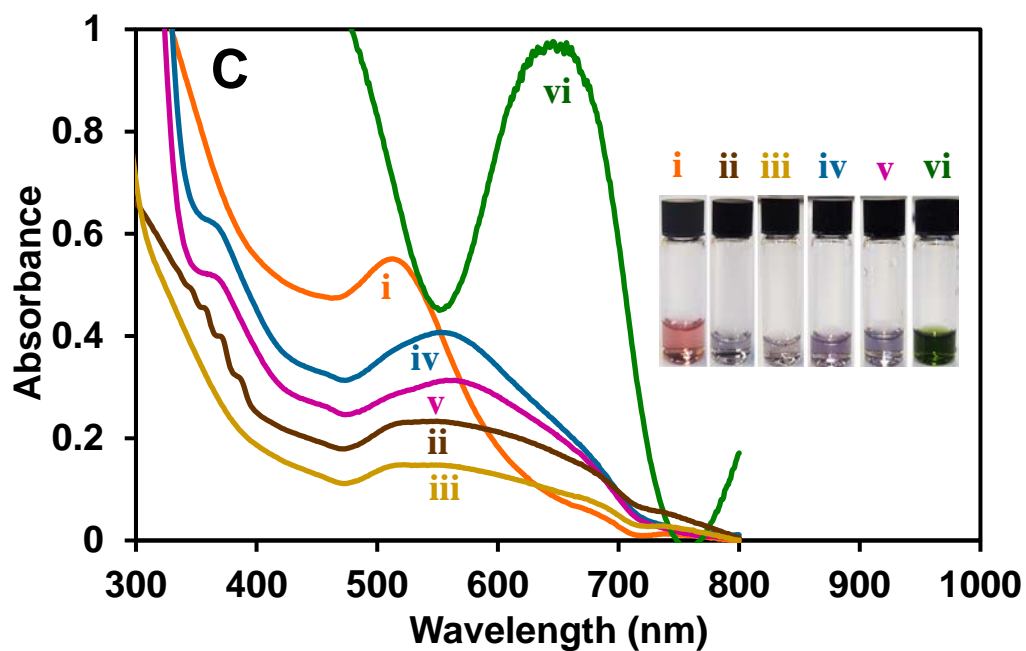 C
1
0.8
0.6
0.4
0.2
0
Absorbance
300 400 500 600 700 800 900 1000
Wavelength (nm)
vi
i
iv
v
ii
iii
i ii iii iv v vi